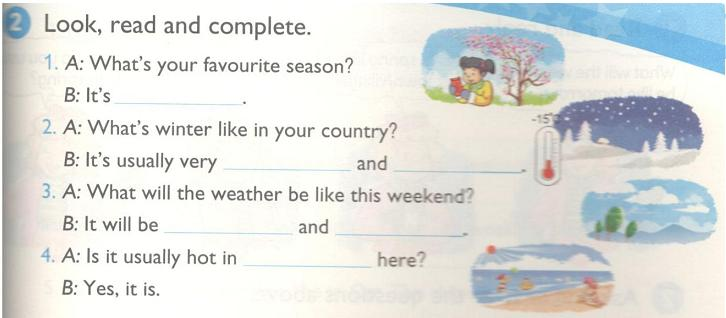 2 Look, read and complete.
1. A: What's your favourite season?
B: It's ____________.
2. A: What's winter like in your country?
B: It's usually very ____________ and ____________.
3. A: What will the weather be like this weekend?
B: It will be ____________ and ____________.
4. A: Is it usually hot in ____________ here?
B: Yes, it is.
-15°